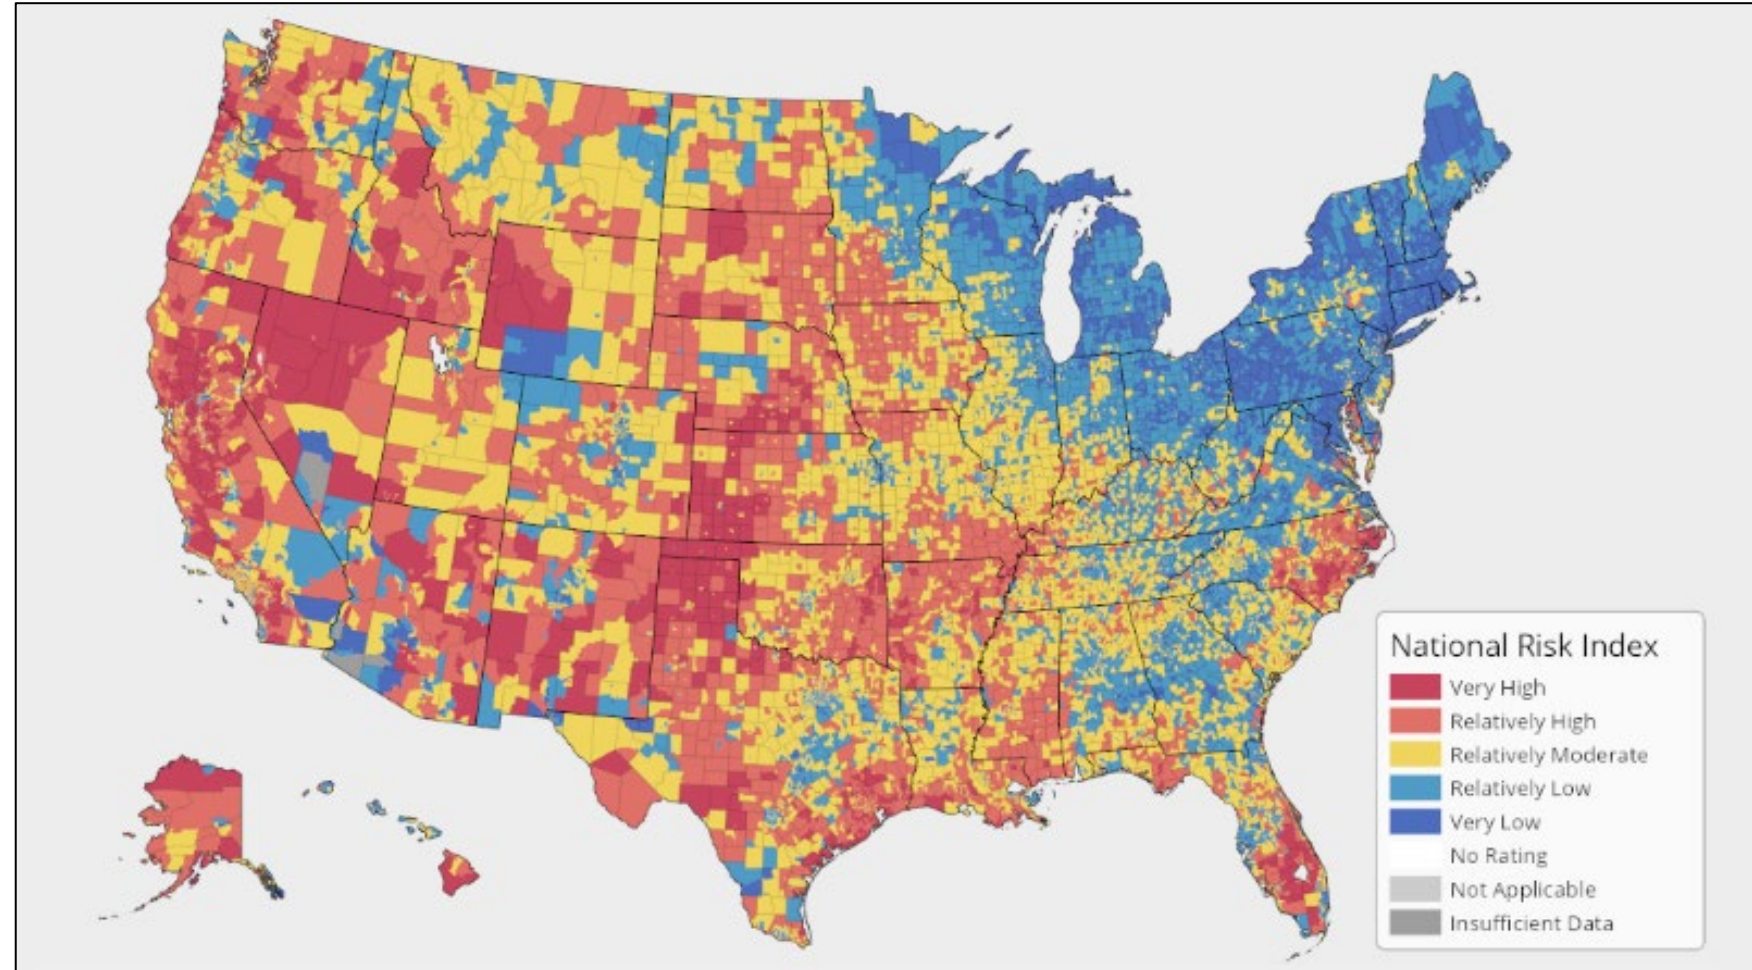 National Risk Index
Very High
Relatively High
Relatively Moderate
Relatively Low
Very Low
No Rating
Not Applicable
Insufficient Data